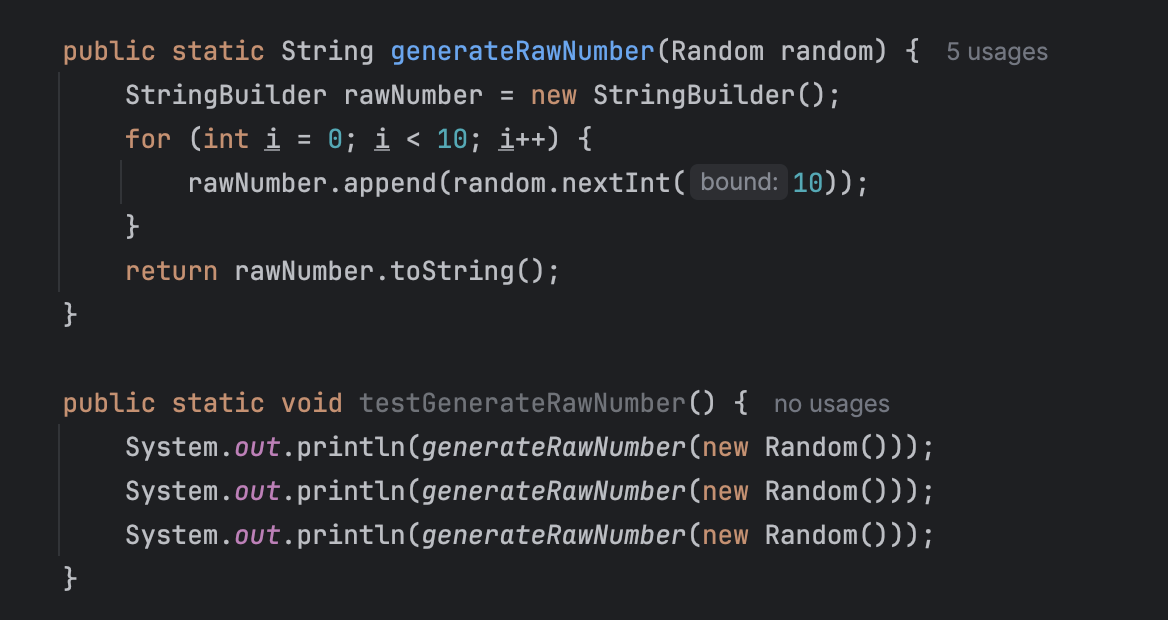 public static String generateRawNumber(Random random) { 5 usages
StringBuilder rawNumber = new StringBuilder();
for (int i = 0; i < 10; i++) {
rawNumber.append(random.nextInt( bound: 10));
}
return rawNumber.toString();
}
public static void testGenerateRawNumber() { no usages
System.out.println(generateRawNumber(new Random()));
System.out.println(generateRawNumber(new Random()));
System.out.println(generateRawNumber(new Random()));
}